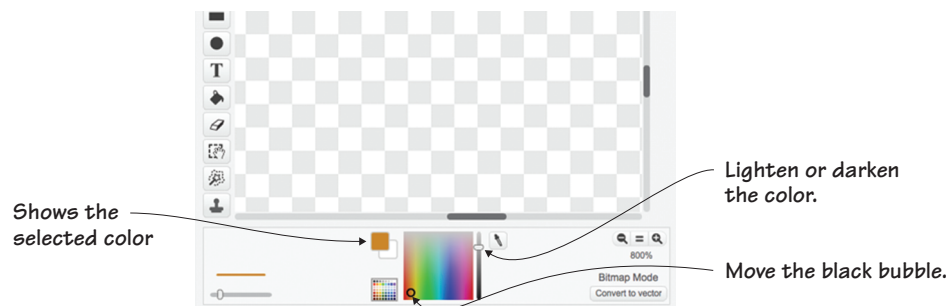 T
Lighten or darken
the color.
Shows the
selected color
800%
Bitmap Mode
Move the black bubble.
Convert to vector